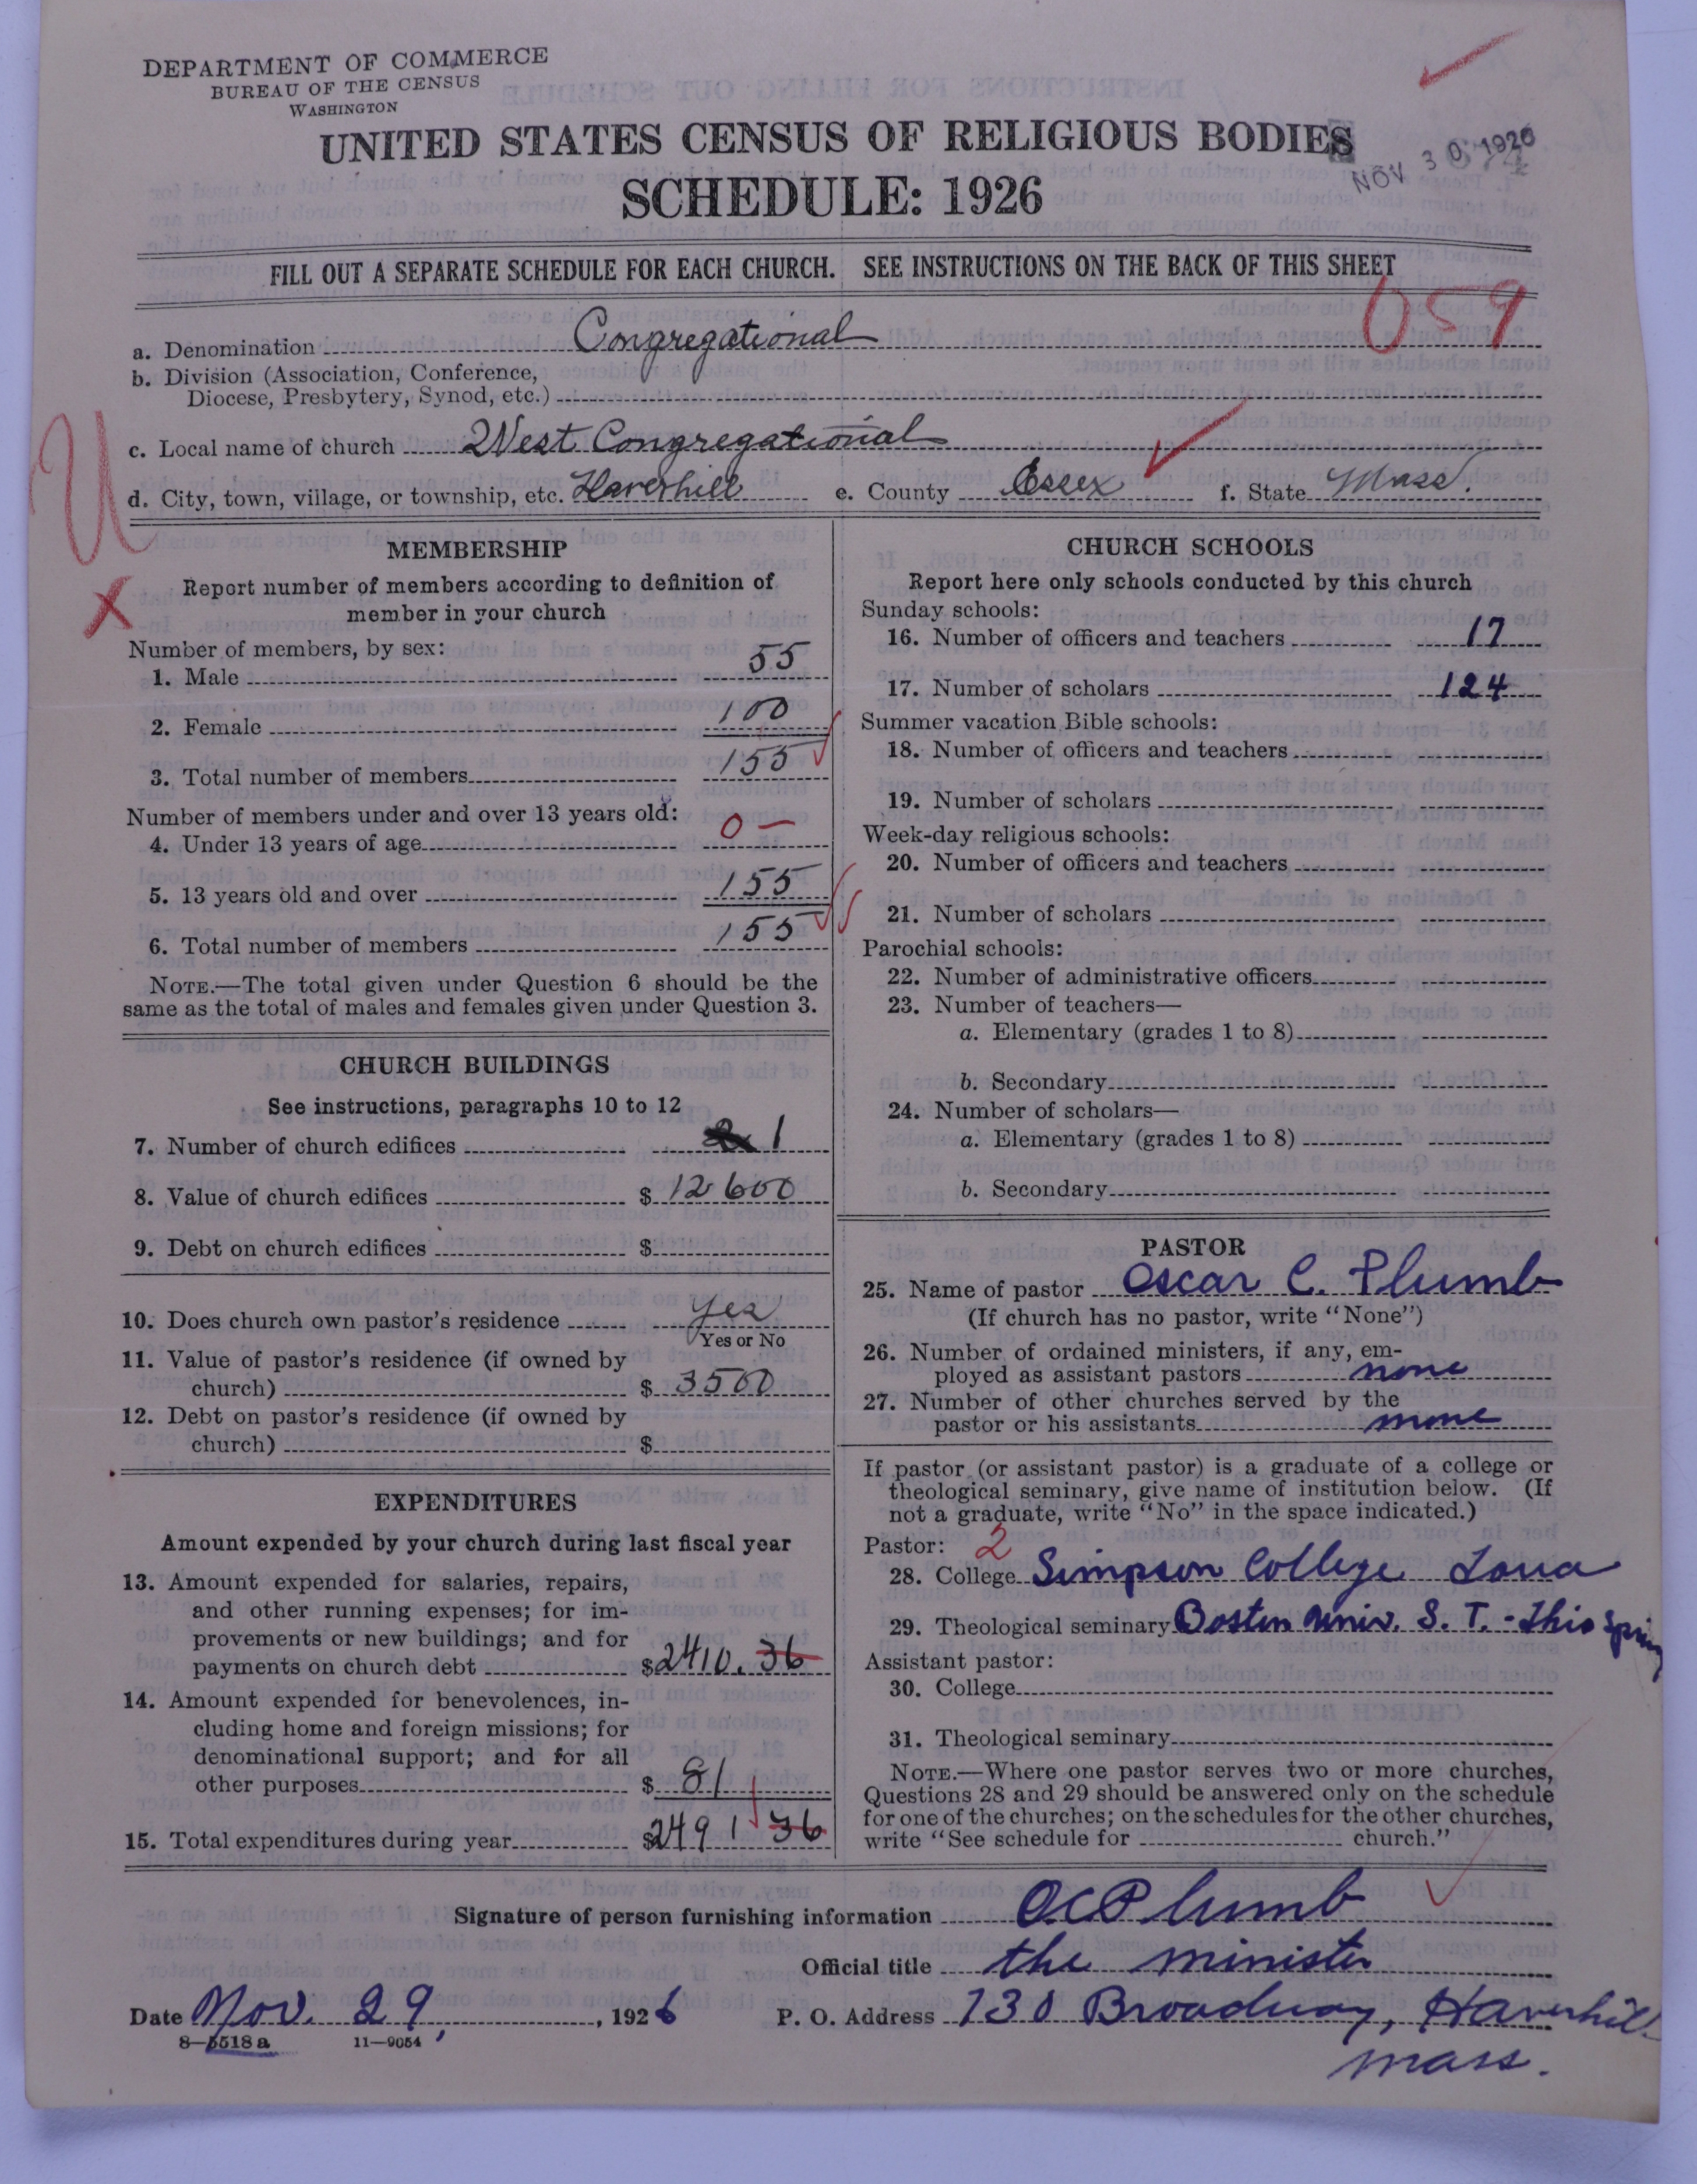 DEPARTMENT OF COMMERCE
BUREAU OF THE CENSUS
WASHINGTON
UNITED STATES CENSUS OF RELIGIOUS BODIES
SCHEDULE: 1926
NOV 30 1926
FILL OUT A SEPARATE SCHEDULE FOR EACH CHURCH. SEE INSTRUCTIONS ON THE BACK OF THIS SHEET
059
a. Denomination Congregational
b. Division (Association, Conference,
Diocese, Presbytery, Synod, etc.)
U
c. Local name of church West Congregational
d. City, town, village, or township, etc. Haverhill e. County Essex f. State Mass.
X
MEMBERSHIP
Report number of members according to definition of
member in your church
Number of members, by sex:
1. Male 55
2. Female 100
3. Total number of members 155
Number of members under and over 13 years old:
4. Under 13 years of age 0 —
5. 13 years old and over 155
6. Total number of members 155
NOTE.—The total given under Question 6 should be the
same as the total of males and females given under Question 3.
CHURCH BUILDINGS
See instructions, paragraphs 10 to 12
7. Number of church edifices 1
8. Value of church edifices $ 12600
9. Debt on church edifices $
10. Does church own pastor's residence yes
Yes or No
11. Value of pastor's residence (if owned by
church) $ 3500
12. Debt on pastor's residence (if owned by
church) $
EXPENDITURES
Amount expended by your church during last fiscal year
13. Amount expended for salaries, repairs,
and other running expenses; for im-
provements or new buildings; and for
payments on church debt $2410.36
14. Amount expended for benevolences, in-
cluding home and foreign missions; for
denominational support; and for all
other purposes $ 81
15. Total expenditures during year $2491 36
CHURCH SCHOOLS
Report here only schools conducted by this church
Sunday schools:
16. Number of officers and teachers 17
17. Number of scholars 124
Summer vacation Bible schools:
18. Number of officers and teachers
19. Number of scholars
Week-day religious schools:
20. Number of officers and teachers
21. Number of scholars
Parochial schools:
22. Number of administrative officers
23. Number of teachers—
a. Elementary (grades 1 to 8)
b. Secondary
24. Number of scholars—
a. Elementary (grades 1 to 8)
b. Secondary
PASTOR
25. Name of pastor Oscar C. Plumb
(If church has no pastor, write "None")
26. Number of ordained ministers, if any, em-
ployed as assistant pastors none
27. Number of other churches served by the
pastor or his assistants none
If pastor (or assistant pastor) is a graduate of a college or
theological seminary, give name of institution below. (If
not a graduate, write "No" in the space indicated.)
Pastor: 2
28. College Simpson College Iowa
29. Theological seminary Boston Univ. S. T. - this spring
Assistant pastor:
30. College
31. Theological seminary
NOTE.—Where one pastor serves two or more churches,
Questions 28 and 29 should be answered only on the schedule
for one of the churches; on the schedules for the other churches,
write "See schedule for church."
Signature of person furnishing information O C Plumb
Official title the minister
Date Nov. 29, 1926 P. O. Address 730 Broadway, Haverhill
Mass.
8—5518 a 11—9054